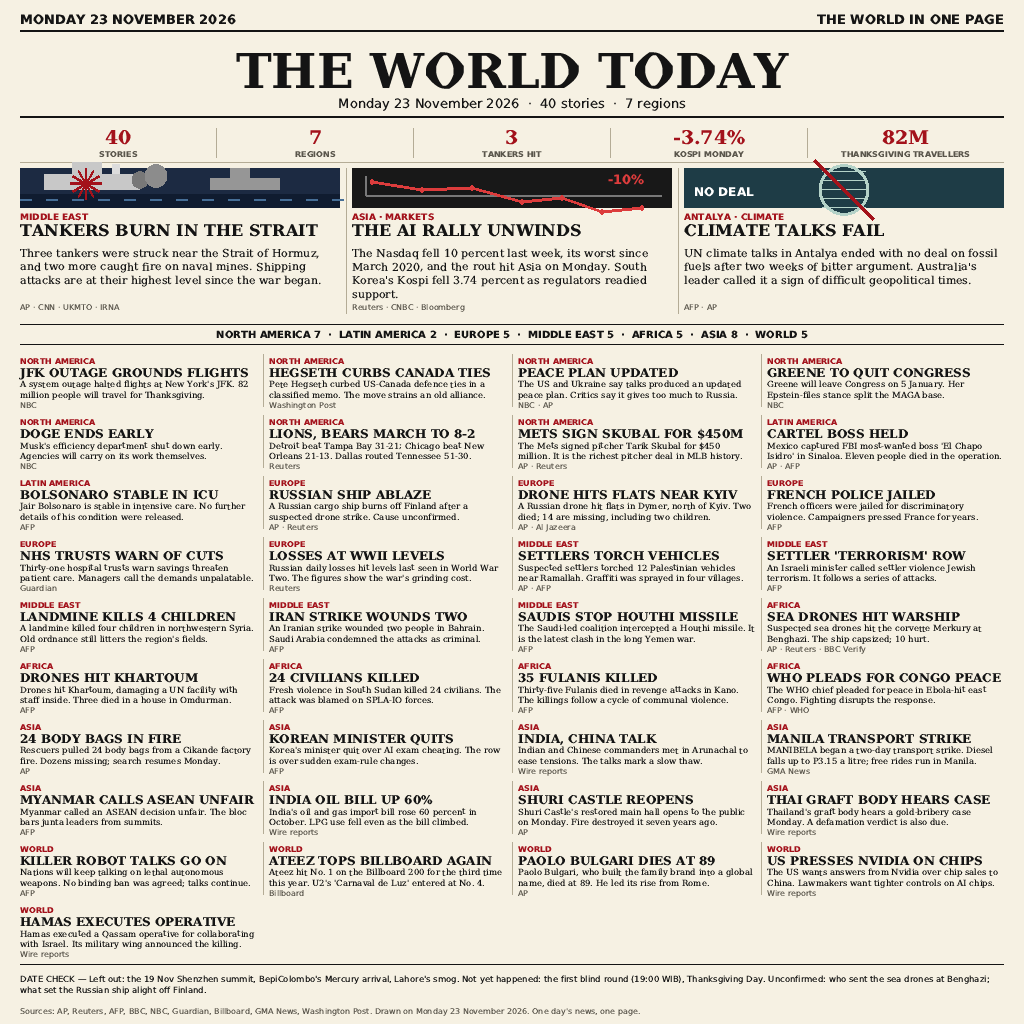 MONDAY 23 NOVEMBER 2026
THE WORLD IN ONE PAGE
THE WORLD TODAY
Monday 23 November 2026 · 40 stories · 7 regions
40
STORIES
7
REGIONS
3
TANKERS HIT
-3.74%
KOSPI MONDAY
82M
THANKSGIVING TRAVELLERS
MIDDLE EAST
TANKERS BURN IN THE STRAIT
Three tankers were struck near the Strait of Hormuz,
and two more caught fire on naval mines. Shipping
attacks are at their highest level since the war began.
AP · CNN · UKMTO · IRNA
-10%
ASIA · MARKETS
THE AI RALLY UNWINDS
The Nasdaq fell 10 percent last week, its worst since
March 2020, and the rout hit Asia on Monday. South
Korea's Kospi fell 3.74 percent as regulators readied
support.
Reuters · CNBC · Bloomberg
NO DEAL
ANTALYA · CLIMATE
CLIMATE TALKS FAIL
UN climate talks in Antalya ended with no deal on fossil
fuels after two weeks of bitter argument. Australia's
leader called it a sign of difficult geopolitical times.
AFP · AP
NORTH AMERICA 7 · LATIN AMERICA 2 · EUROPE 5 · MIDDLE EAST 5 · AFRICA 5 · ASIA 8 · WORLD 5
NORTH AMERICA
JFK OUTAGE GROUNDS FLIGHTS
A system outage halted flights at New York's JFK. 82
million people will travel for Thanksgiving.
NBC
NORTH AMERICA
HEGSETH CURBS CANADA TIES
Pete Hegseth curbed US-Canada defence ties in a
classified memo. The move strains an old alliance.
Washington Post
NORTH AMERICA
PEACE PLAN UPDATED
The US and Ukraine say talks produced an updated
peace plan. Critics say it gives too much to Russia.
NBC · AP
NORTH AMERICA
GREENE TO QUIT CONGRESS
Greene will leave Congress on 5 January. Her
Epstein-files stance split the MAGA base.
NBC
NORTH AMERICA
DOGE ENDS EARLY
Musk's efficiency department shut down early.
Agencies will carry on its work themselves.
NBC
NORTH AMERICA
LIONS, BEARS MARCH TO 8-2
Detroit beat Tampa Bay 31-21; Chicago beat New
Orleans 21-13. Dallas routed Tennessee 51-30.
Reuters
NORTH AMERICA
METS SIGN SKUBAL FOR $450M
The Mets signed pitcher Tarik Skubal for $450
million. It is the richest pitcher deal in MLB history.
AP · Reuters
LATIN AMERICA
CARTEL BOSS HELD
Mexico captured FBI most-wanted boss 'El Chapo
Isidro' in Sinaloa. Eleven people died in the operation.
AP · AFP
LATIN AMERICA
BOLSONARO STABLE IN ICU
Jair Bolsonaro is stable in intensive care. No further
details of his condition were released.
AFP
EUROPE
RUSSIAN SHIP ABLAZE
A Russian cargo ship burns off Finland after a
suspected drone strike. Cause unconfirmed.
AP · Reuters
EUROPE
DRONE HITS FLATS NEAR KYIV
A Russian drone hit flats in Dymer, north of Kyiv. Two
died; 14 are missing, including two children.
AP · Al Jazeera
EUROPE
FRENCH POLICE JAILED
French officers were jailed for discriminatory
violence. Campaigners pressed France for years.
AFP
EUROPE
NHS TRUSTS WARN OF CUTS
Thirty-one hospital trusts warn savings threaten
patient care. Managers call the demands unpalatable.
Guardian
EUROPE
LOSSES AT WWII LEVELS
Russian daily losses hit levels last seen in World War
Two. The figures show the war's grinding cost.
Reuters
MIDDLE EAST
SETTLERS TORCH VEHICLES
Suspected settlers torched 12 Palestinian vehicles
near Ramallah. Graffiti was sprayed in four villages.
AP · AFP
MIDDLE EAST
SETTLER 'TERRORISM' ROW
An Israeli minister called settler violence Jewish
terrorism. It follows a series of attacks.
AFP
MIDDLE EAST
LANDMINE KILLS 4 CHILDREN
A landmine killed four children in northwestern Syria.
Old ordnance still litters the region's fields.
AFP
MIDDLE EAST
IRAN STRIKE WOUNDS TWO
An Iranian strike wounded two people in Bahrain.
Saudi Arabia condemned the attacks as criminal.
AFP
MIDDLE EAST
SAUDIS STOP HOUTHI MISSILE
The Saudi-led coalition intercepted a Houthi missile. It
is the latest clash in the long Yemen war.
AFP
AFRICA
SEA DRONES HIT WARSHIP
Suspected sea drones hit the corvette Merkury at
Benghazi. The ship capsized; 10 hurt.
AP · Reuters · BBC Verify
AFRICA
DRONES HIT KHARTOUM
Drones hit Khartoum, damaging a UN facility with
staff inside. Three died in a house in Omdurman.
AFP
AFRICA
24 CIVILIANS KILLED
Fresh violence in South Sudan killed 24 civilians. The
attack was blamed on SPLA-IO forces.
AFP
AFRICA
35 FULANIS KILLED
Thirty-five Fulanis died in revenge attacks in Kano.
The killings follow a cycle of communal violence.
AFP
AFRICA
WHO PLEADS FOR CONGO PEACE
The WHO chief pleaded for peace in Ebola-hit east
Congo. Fighting disrupts the response.
AFP · WHO
ASIA
24 BODY BAGS IN FIRE
Rescuers pulled 24 body bags from a Cikande factory
fire. Dozens missing; search resumes Monday.
AP
ASIA
KOREAN MINISTER QUITS
Korea's minister quit over AI exam cheating. The row
is over sudden exam-rule changes.
AFP
ASIA
INDIA, CHINA TALK
Indian and Chinese commanders met in Arunachal to
ease tensions. The talks mark a slow thaw.
Wire reports
ASIA
MANILA TRANSPORT STRIKE
MANIBELA began a two-day transport strike. Diesel
falls up to P3.15 a litre; free rides run in Manila.
GMA News
ASIA
MYANMAR CALLS ASEAN UNFAIR
Myanmar called an ASEAN decision unfair. The bloc
bars junta leaders from summits.
AFP
ASIA
INDIA OIL BILL UP 60%
India's oil and gas import bill rose 60 percent in
October. LPG use fell even as the bill climbed.
Wire reports
ASIA
SHURI CASTLE REOPENS
Shuri Castle's restored main hall opens to the public
on Monday. Fire destroyed it seven years ago.
AP
ASIA
THAI GRAFT BODY HEARS CASE
Thailand's graft body hears a gold-bribery case
Monday. A defamation verdict is also due.
Wire reports
WORLD
KILLER ROBOT TALKS GO ON
Nations will keep talking on lethal autonomous
weapons. No binding ban was agreed; talks continue.
AFP
WORLD
ATEEZ TOPS BILLBOARD AGAIN
Ateez hit No. 1 on the Billboard 200 for the third time
this year. U2's 'Carnaval de Luz' entered at No. 4.
Billboard
WORLD
PAOLO BULGARI DIES AT 89
Paolo Bulgari, who built the family brand into a global
name, died at 89. He led its rise from Rome.
AP
WORLD
US PRESSES NVIDIA ON CHIPS
The US wants answers from Nvidia over chip sales to
China. Lawmakers want tighter controls on AI chips.
Wire reports
WORLD
HAMAS EXECUTES OPERATIVE
Hamas executed a Qassam operative for collaborating
with Israel. Its military wing announced the killing.
Wire reports
DATE CHECK — Left out: the 19 Nov Shenzhen summit, BepiColombo's Mercury arrival, Lahore's smog. Not yet happened: the first blind round (19:00 WIB), Thanksgiving Day. Unconfirmed: who sent the sea drones at Benghazi;
what set the Russian ship alight off Finland.
Sources: AP, Reuters, AFP, BBC, NBC, Guardian, Billboard, GMA News, Washington Post. Drawn on Monday 23 November 2026. One day's news, one page.